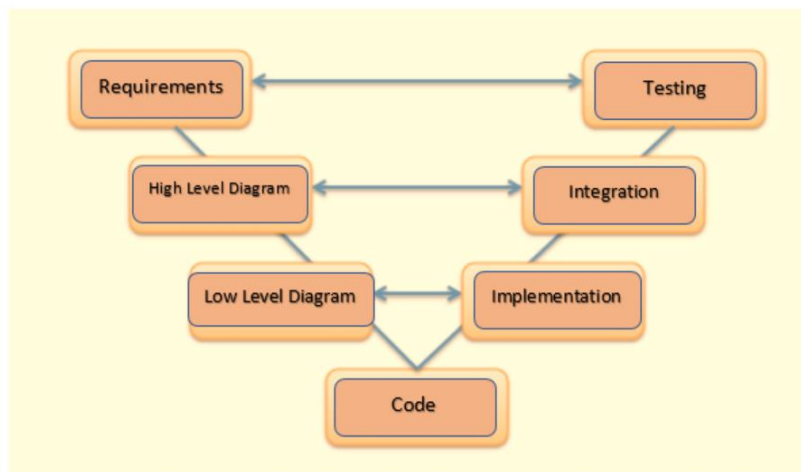 Requirements
Testing
High Level Diagram
Integration
Low Level Diagram
Implementation
Code